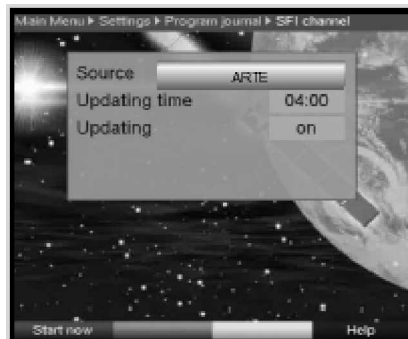 Main Menu ▸ Settings ▸ Program journal ▸ SFI channel
Source ARTE
Updating time 04:00
Updating on
Start now Help